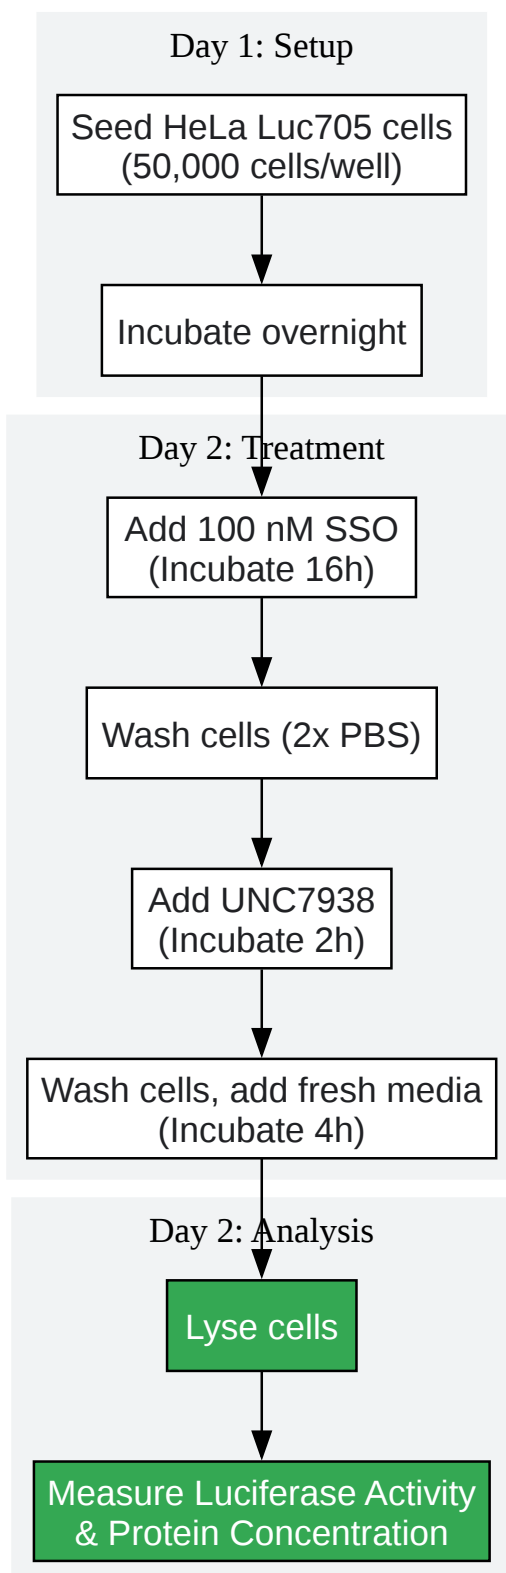 Day 1: Setup
Seed HeLa Luc705 cells
(50,000 cells/well)
Incubate overnight
Day 2: Treatment
Add 100 nM SSO
(Incubate 16h)
Wash cells (2x PBS)
Add UNC7938
(Incubate 2h)
Wash cells, add fresh media
(Incubate 4h)
Day 2: Analysis
Lyse cells
Measure Luciferase Activity
& Protein Concentration